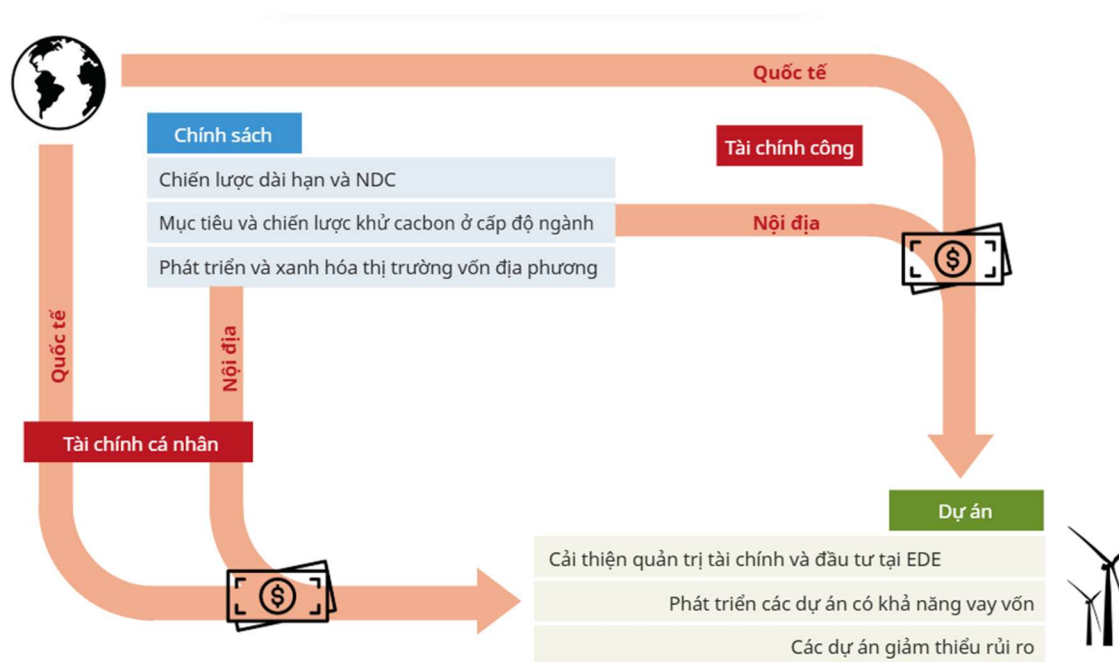 Quốc tế
Chính sách
Tài chính công
Chiến lược dài hạn và NDC
Mục tiêu và chiến lược khử cacbon ở cấp độ ngành
Nội địa
Phát triển và xanh hóa thị trường vốn địa phương
Quốc tế
Nội địa
Tài chính cá nhân
Dự án
Cải thiện quản trị tài chính và đầu tư tại EDE
Phát triển các dự án có khả năng vay vốn
Các dự án giảm thiểu rủi ro